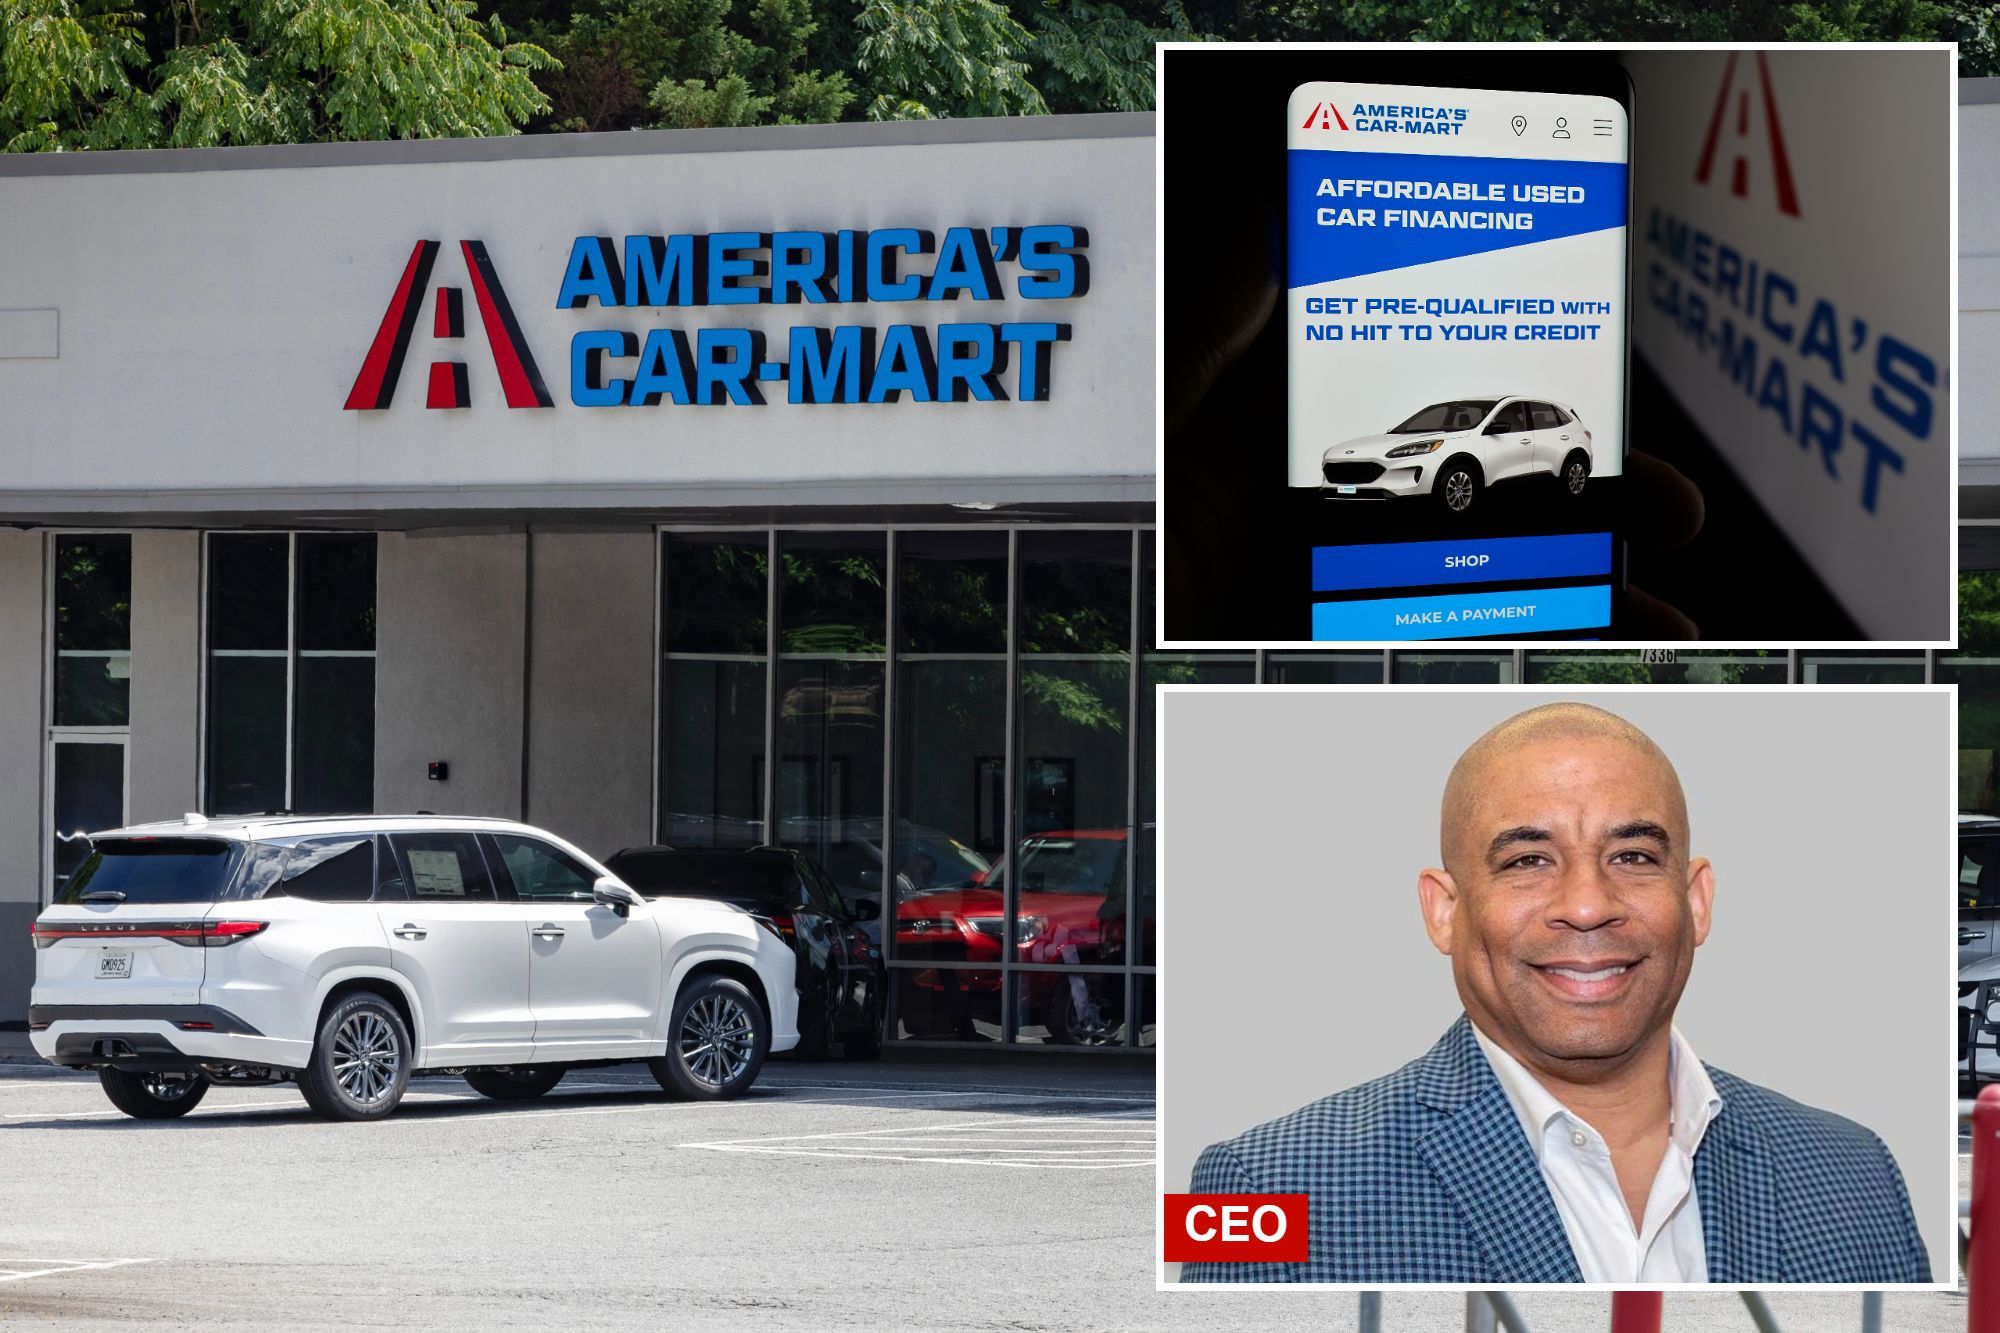 AMERICA'S
CAR-MART
LEXUS
GMD925
AMERICA'S
CAR-MART
AFFORDABLE USED
CAR FINANCING
GET PRE-QUALIFIED WITH
NO HIT TO YOUR CREDIT
SHOP
MAKE A PAYMENT
AMERICA'S
CAR-MART
7336
CEO